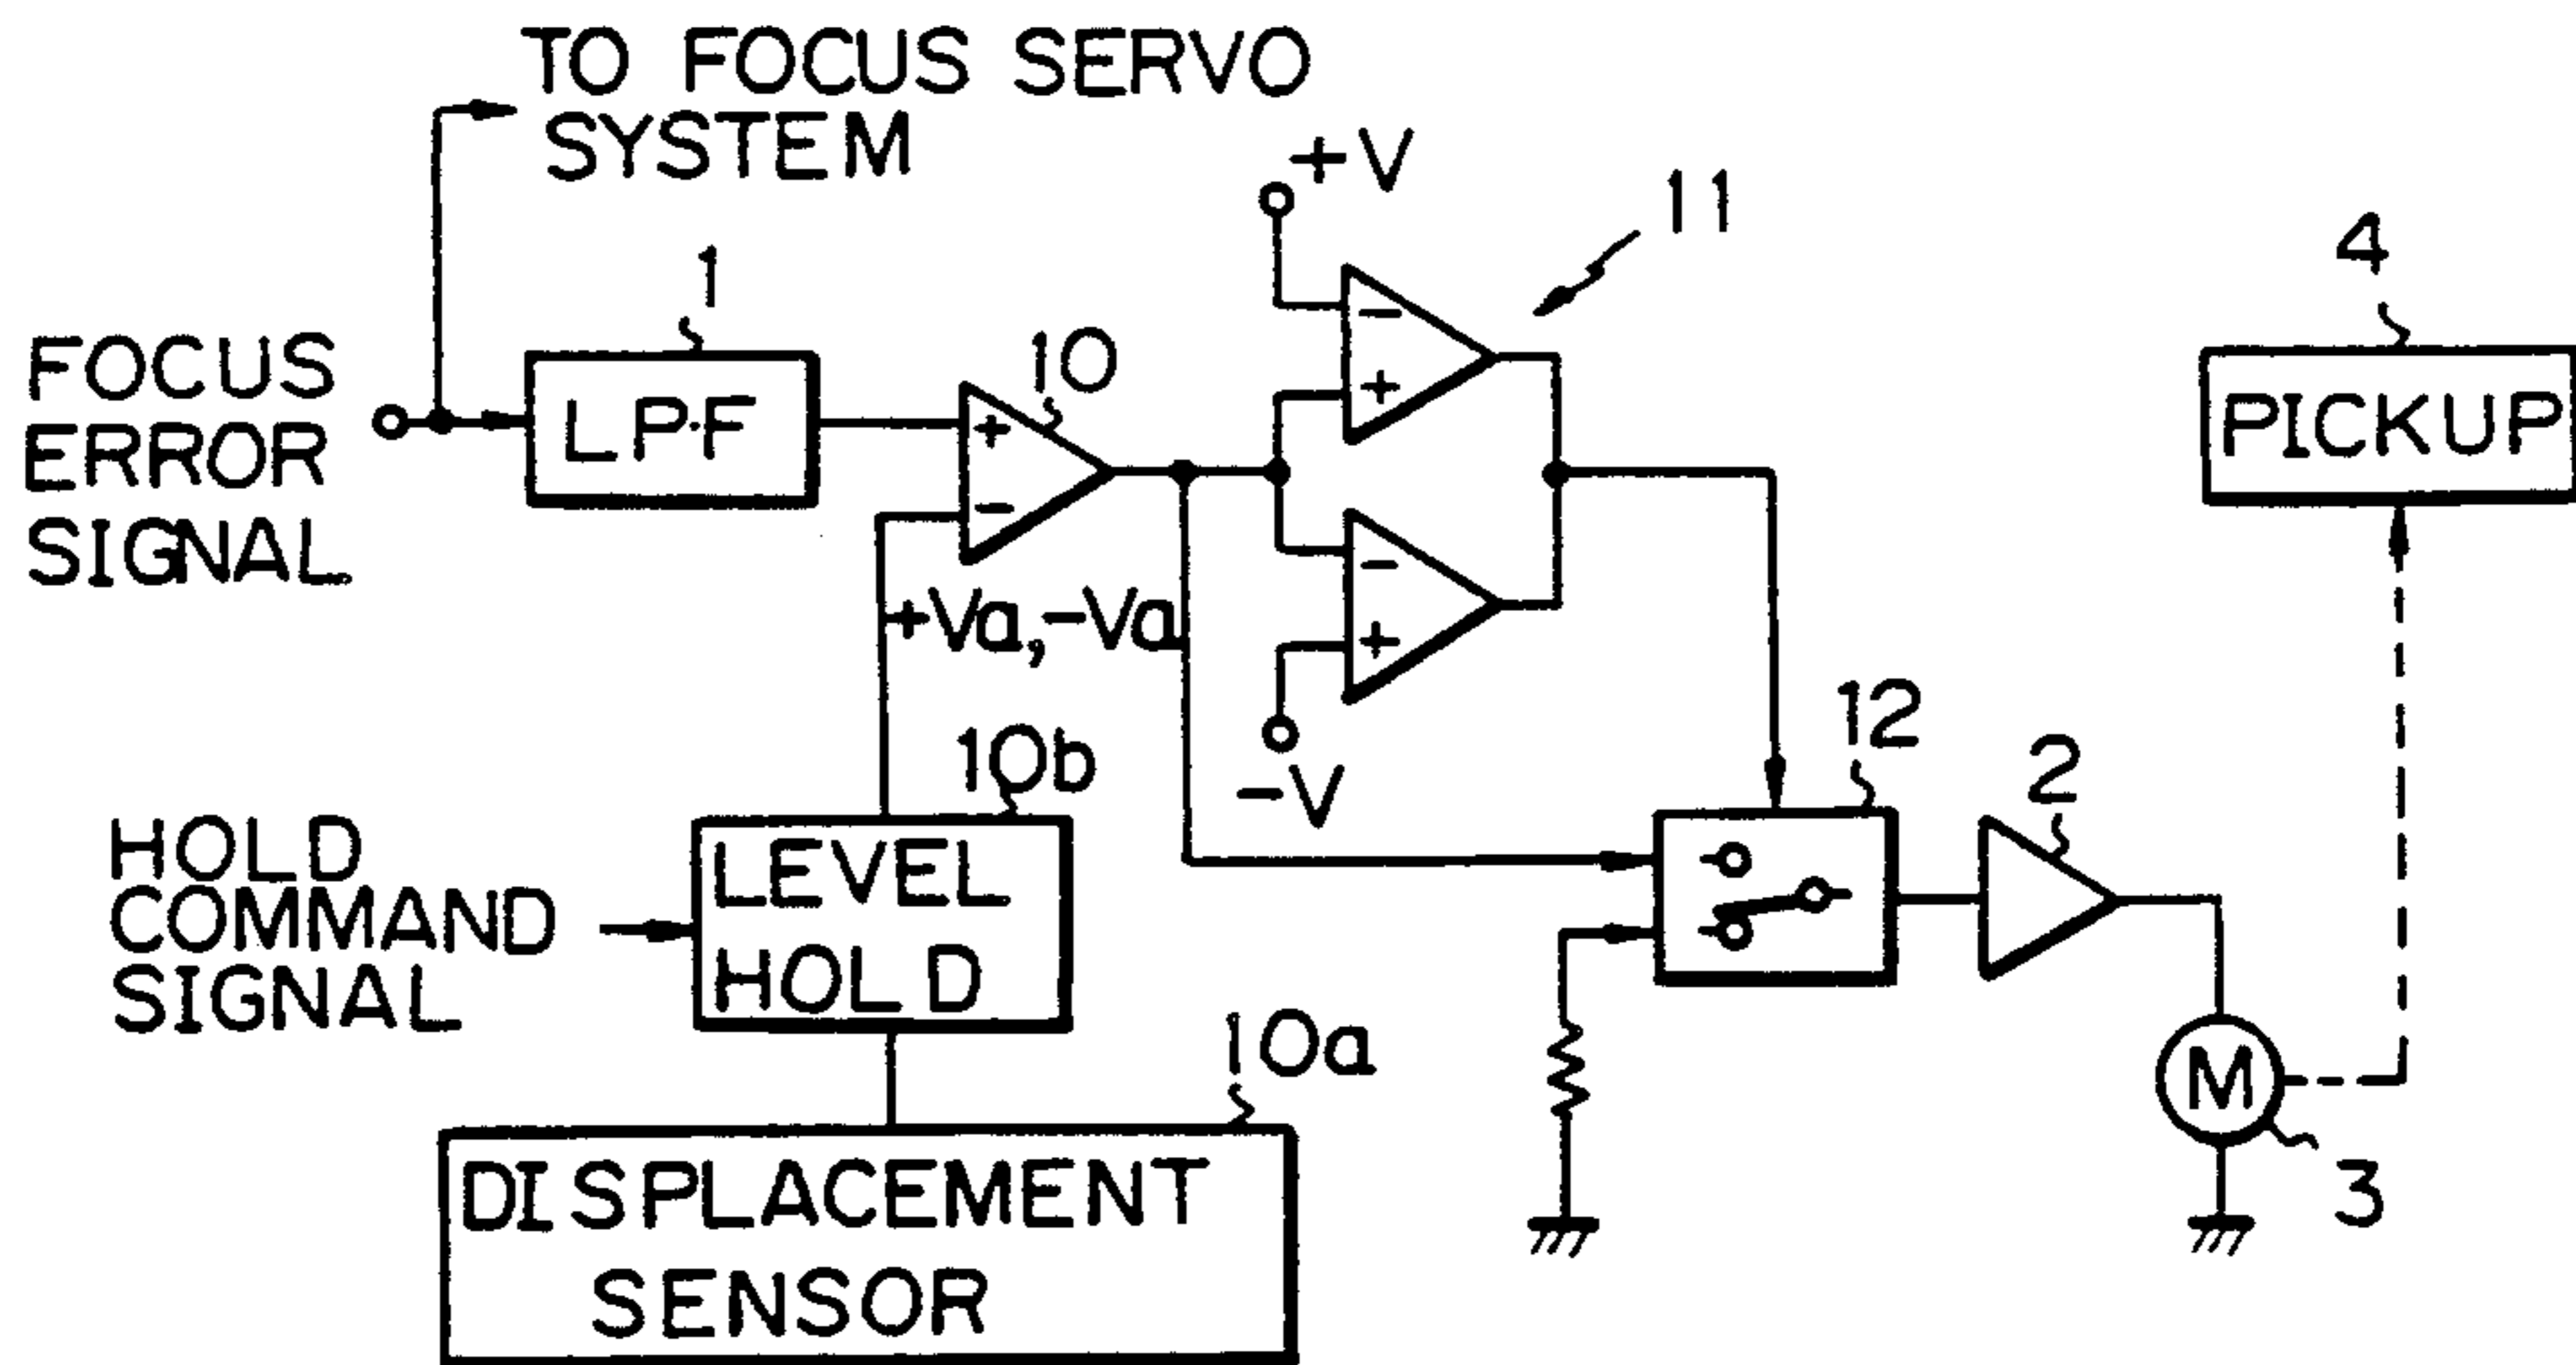 TO FOCUS SERVO
SYSTEM
+V
11
4
1
FOCUS
ERROR
SIGNAL
LP·F
10
+
−
−
+
−
+
PICKUP
+Va,−Va
−V
12
2
10b
HOLD
COMMAND
SIGNAL
LEVEL
HOLD
10a
M
3
DISPLACEMENT
SENSOR